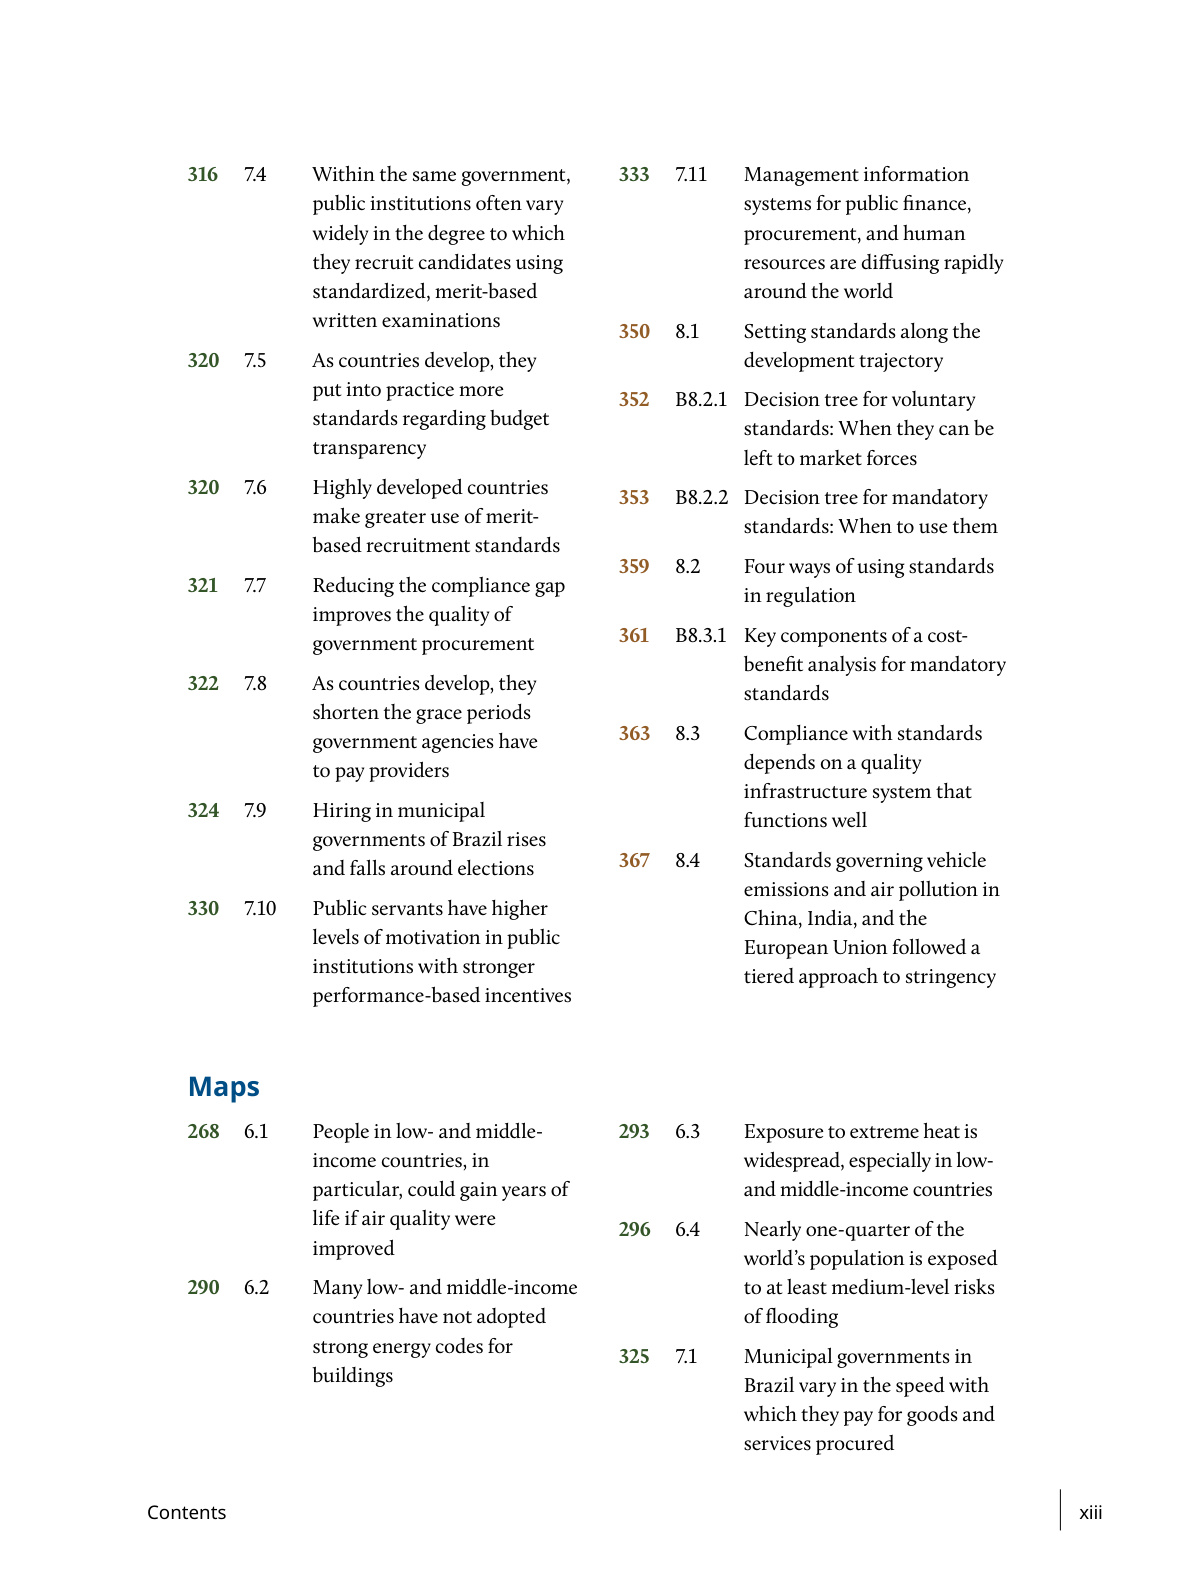 316 7.4 Within the same government,
public institutions often vary
widely in the degree to which
they recruit candidates using
standardized, merit-based
written examinations
320 7.5 As countries develop, they
put into practice more
standards regarding budget
transparency
320 7.6 Highly developed countries
make greater use of merit-
based recruitment standards
321 7.7 Reducing the compliance gap
improves the quality of
government procurement
322 7.8 As countries develop, they
shorten the grace periods
government agencies have
to pay providers
324 7.9 Hiring in municipal
governments of Brazil rises
and falls around elections
330 7.10 Public servants have higher
levels of motivation in public
institutions with stronger
performance-based incentives
333 7.11 Management information
systems for public finance,
procurement, and human
resources are diffusing rapidly
around the world
350 8.1 Setting standards along the
development trajectory
352 B8.2.1 Decision tree for voluntary
standards: When they can be
left to market forces
353 B8.2.2 Decision tree for mandatory
standards: When to use them
359 8.2 Four ways of using standards
in regulation
361 B8.3.1 Key components of a cost-
benefit analysis for mandatory
standards
363 8.3 Compliance with standards
depends on a quality
infrastructure system that
functions well
367 8.4 Standards governing vehicle
emissions and air pollution in
China, India, and the
European Union followed a
tiered approach to stringency
Maps
268 6.1 People in low- and middle-
income countries, in
particular, could gain years of
life if air quality were
improved
290 6.2 Many low- and middle-income
countries have not adopted
strong energy codes for
buildings
293 6.3 Exposure to extreme heat is
widespread, especially in low-
and middle-income countries
296 6.4 Nearly one-quarter of the
world’s population is exposed
to at least medium-level risks
of flooding
325 7.1 Municipal governments in
Brazil vary in the speed with
which they pay for goods and
services procured
Contents xiii